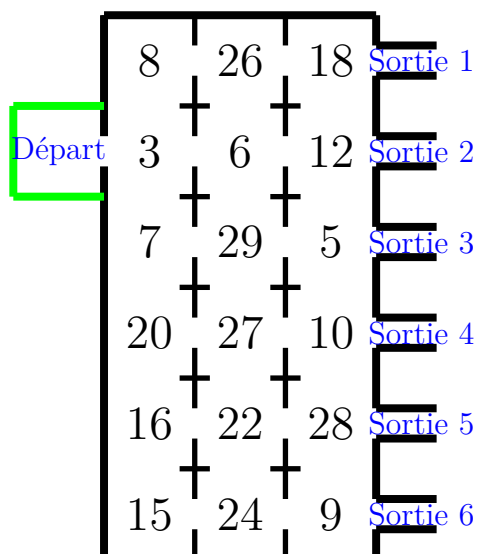 8 26 18 Sortie 1
Départ 3 6 12 Sortie 2
7 29 5 Sortie 3
20 27 10 Sortie 4
16 22 28 Sortie 5
15 24 9 Sortie 6